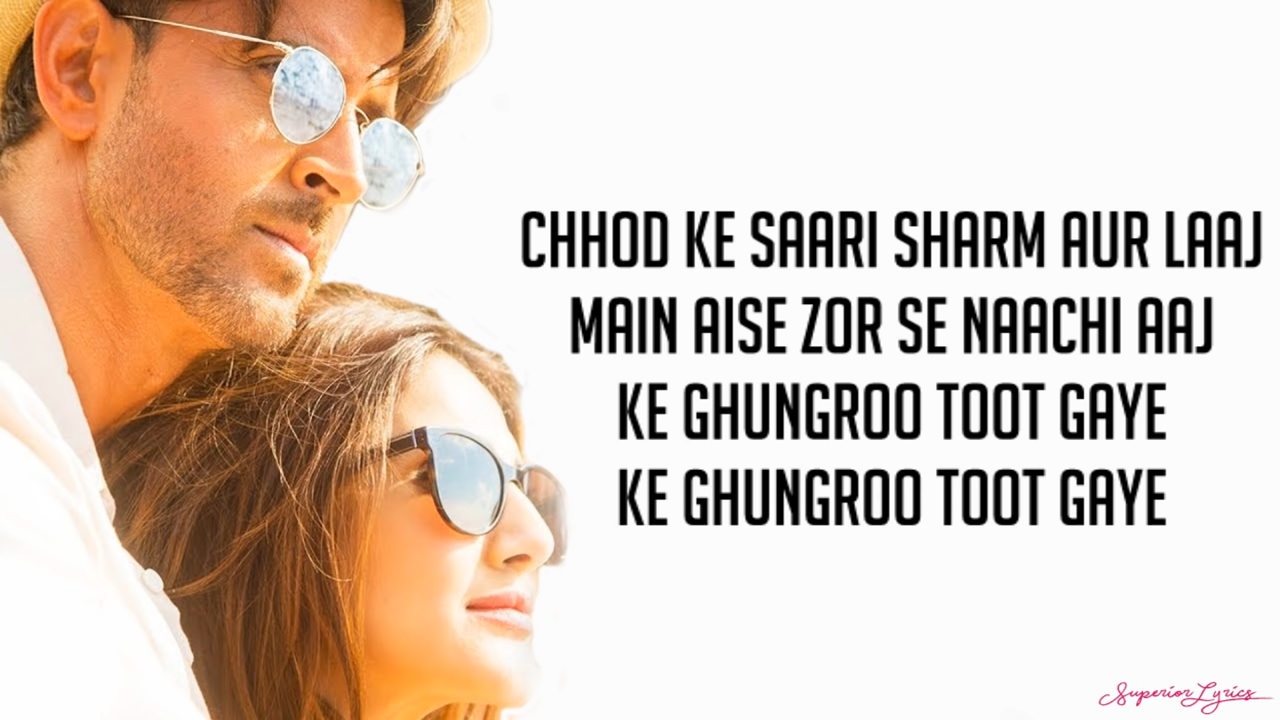 CHHOD KE SAARI SHARM AUR LAAJ
MAIN AISE ZOR SE NAACHI AAJ
KE GHUNGROO TOOT GAYE
KE GHUNGROO TOOT GAYE
Superior Lyrics